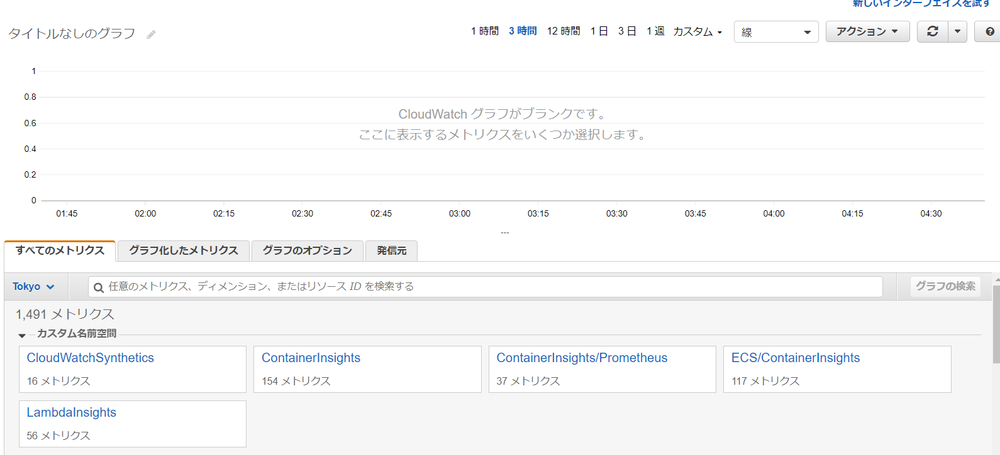 新しいインターフェイスを試す
タイトルなしのグラフ
1 時間 3 時間 12 時間 1 日 3 日 1 週 カスタム 線 アクション
1
0.8
0.6
0.4
0.2
0
CloudWatch グラフがブランクです。
ここに表示するメトリクスをいくつか選択します。
01:45 02:00 02:15 02:30 02:45 03:00 03:15 03:30 03:45 04:00 04:15 04:30
すべてのメトリクス グラフ化したメトリクス グラフのオプション 発信元
Tokyo 任意のメトリクス、ディメンション、またはリソース ID を検索する グラフの検索
1,491 メトリクス
カスタム名前空間
CloudWatchSynthetics
16 メトリクス
ContainerInsights
154 メトリクス
ContainerInsights/Prometheus
37 メトリクス
ECS/ContainerInsights
117 メトリクス
LambdaInsights
56 メトリクス